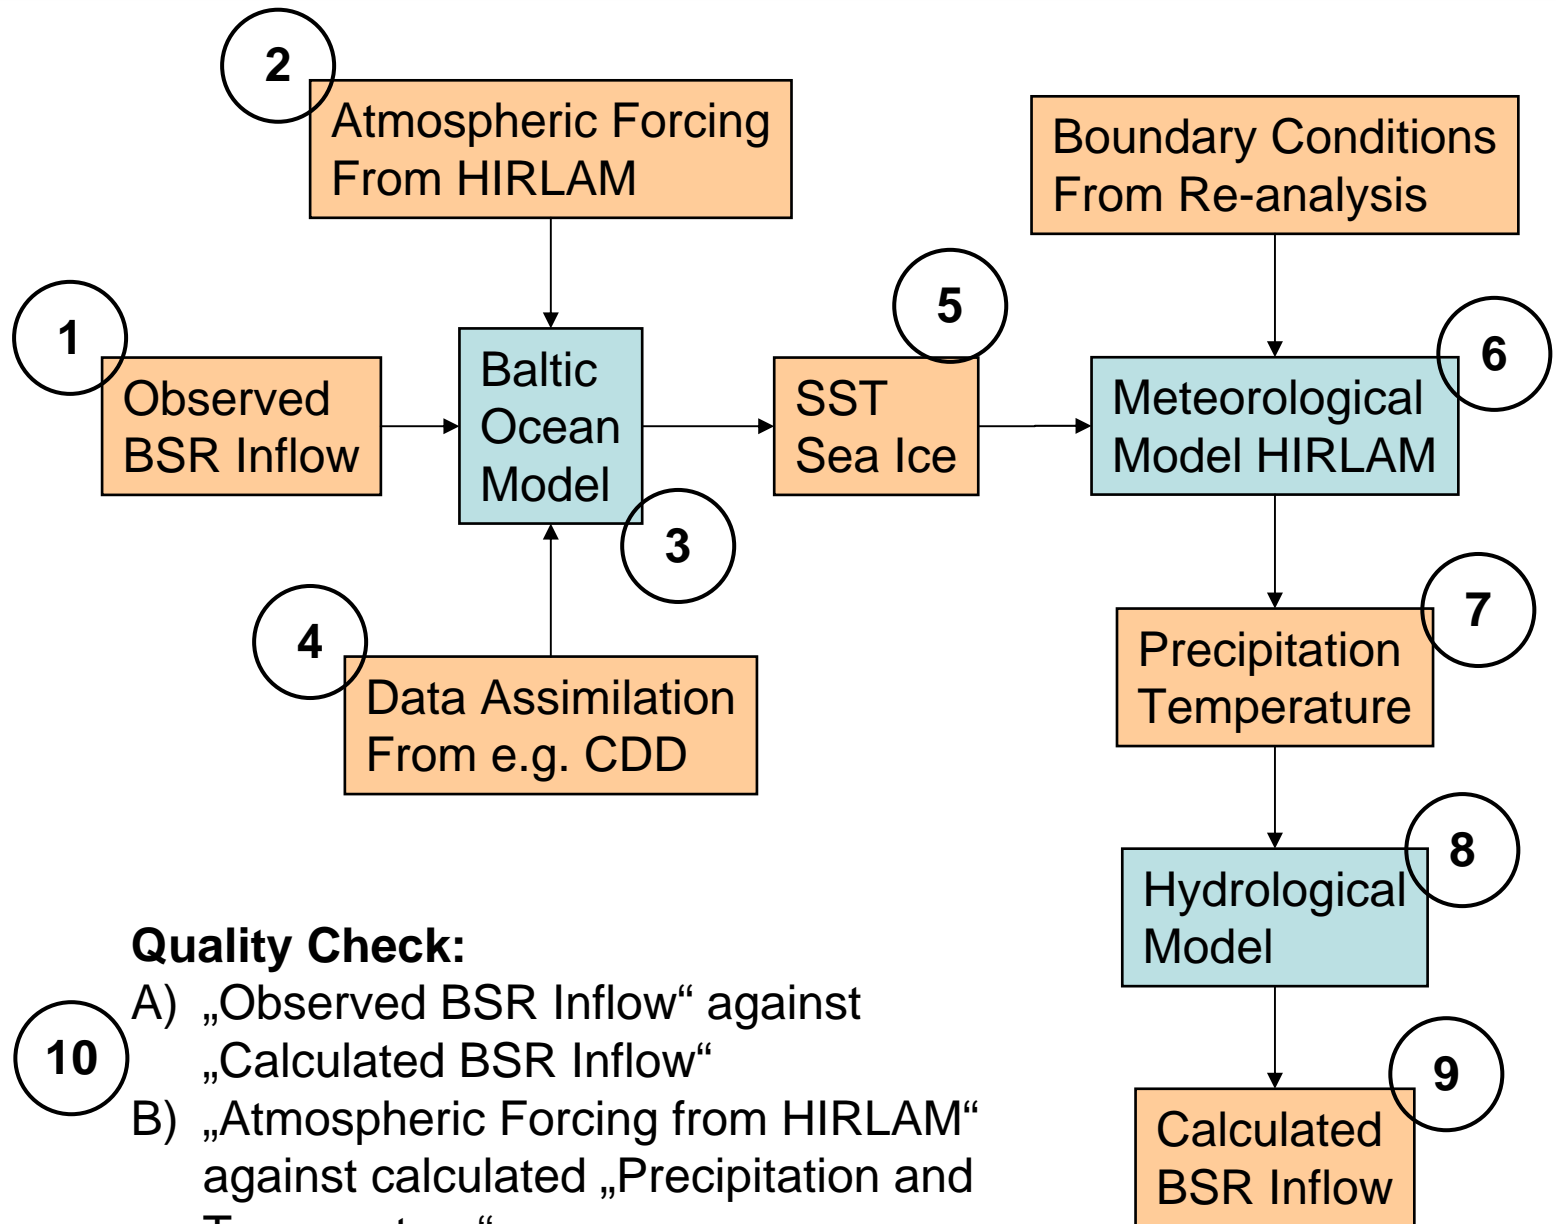 2
Atmospheric Forcing
From HIRLAM
Boundary Conditions
From Re-analysis
1
Observed
BSR Inflow
Baltic
Ocean
Model
3
5
SST
Sea Ice
6
Meteorological
Model HIRLAM
4
Data Assimilation
From e.g. CDD
7
Precipitation
Temperature
8
Hydrological
Model
9
Calculated
BSR Inflow
10
Quality Check:
A) „Observed BSR Inflow“ against
„Calculated BSR Inflow“
B) „Atmospheric Forcing from HIRLAM“
against calculated „Precipitation and